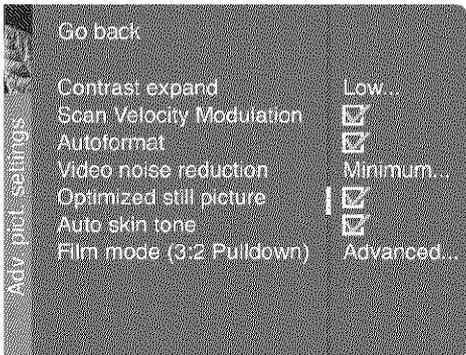 Go back
Contrast expand Low...
Scan Velocity Modulation
Autoformat
Video noise reduction Minimum...
Optimized still picture
Auto skin tone
Film mode (3:2 Pulldown) Advanced...
Adv. pict. settings